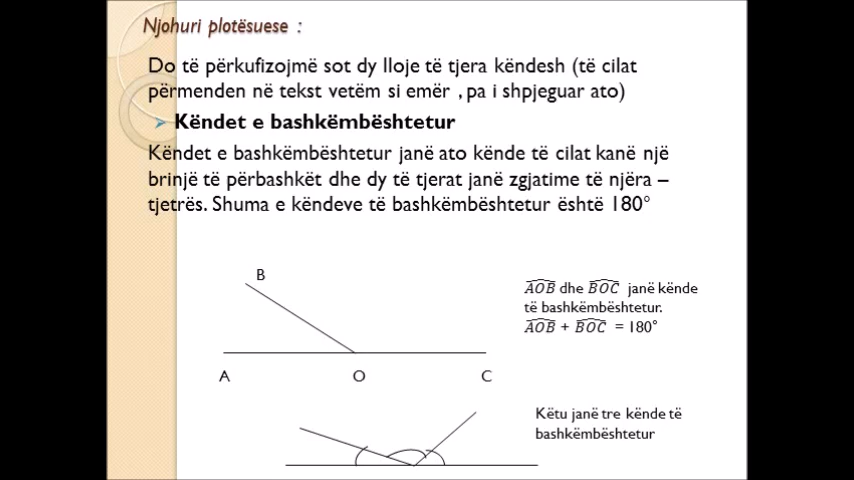 Njohuri plotësuese :
Do të përkufizojmë sot dy lloje të tjera këndesh (të cilat
përmenden në tekst vetëm si emër , pa i shpjeguar ato)
➤ Këndet e bashkëmbështetur
Këndet e bashkëmbështetur janë ato kënde të cilat kanë një
brinjë të përbashkët dhe dy të tjerat janë zgjatime të njëra –
tjetrës. Shuma e këndeve të bashkëmbështetur është 180°
B
A O C
AOB dhe BOC janë kënde
të bashkëmbështetur.
AOB + BOC = 180°
Këtu janë tre kënde të
bashkëmbështetur